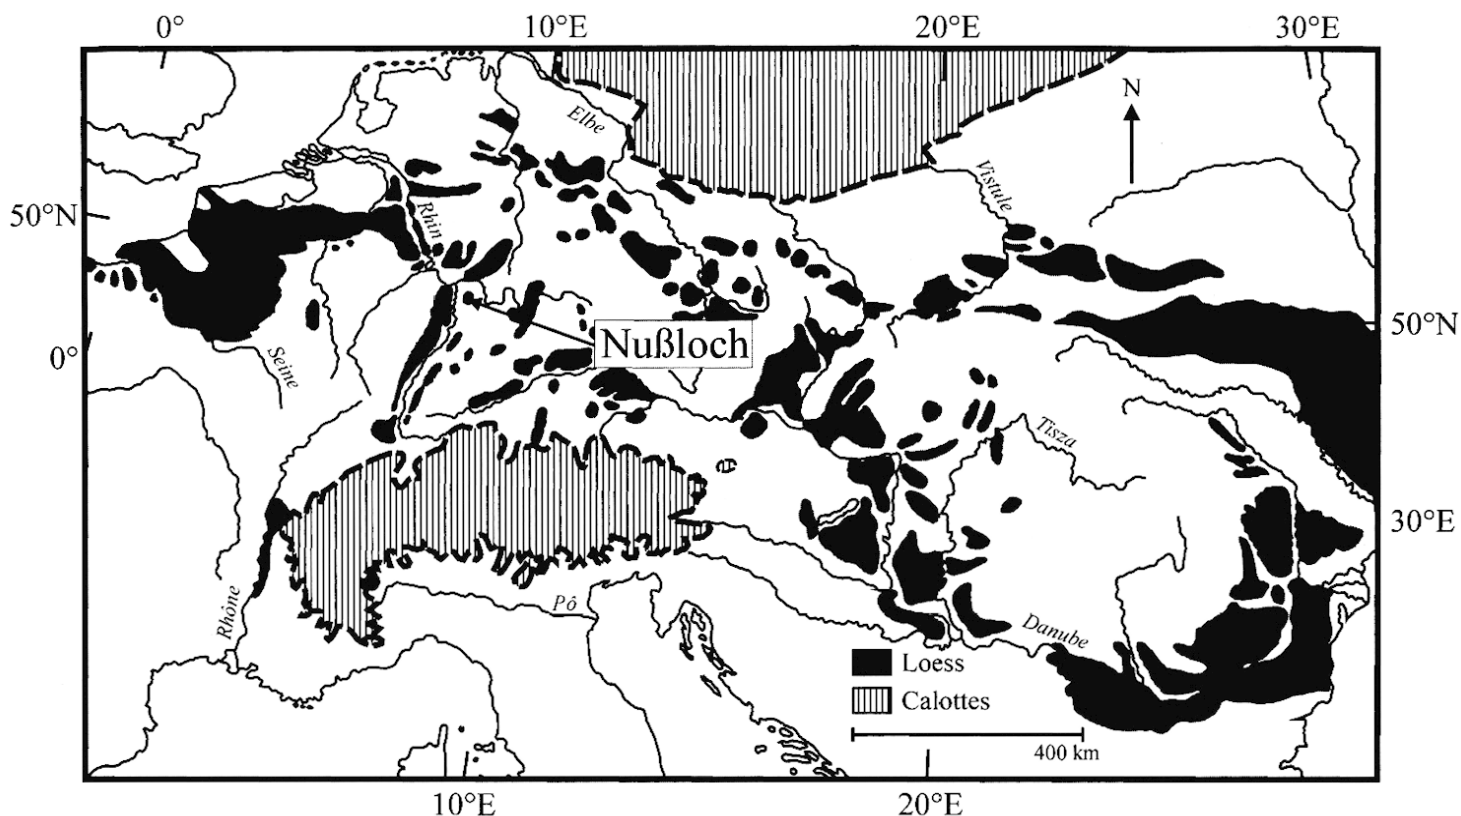 0°
10°E
20°E
30°E
N
Elbe
Vistule
50°N
Rhin
50°N
Nußloch
0°
Seine
Tisza
30°E
Rhône
Pô
Danube
Loess
Calottes
400 km
10°E
20°E